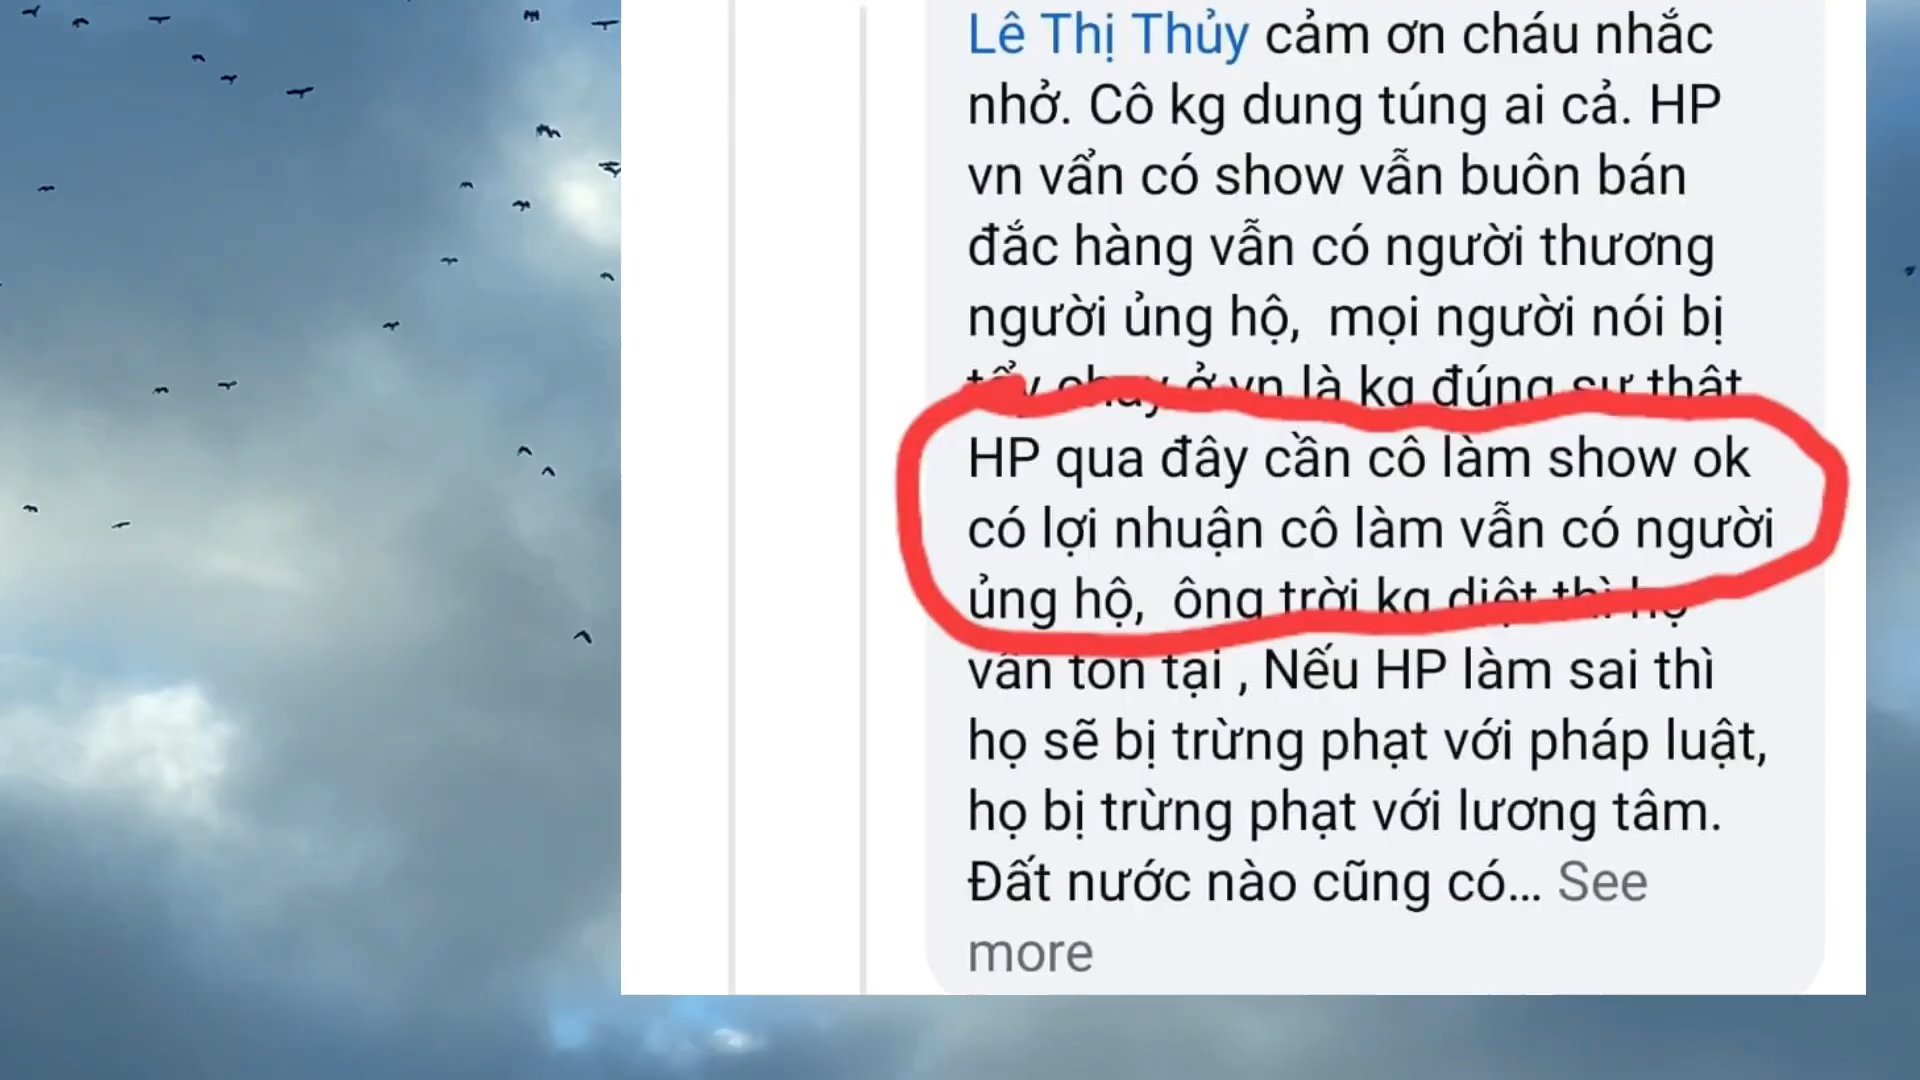 Lê Thị Thủy cảm ơn cháu nhắc
nhở. Cô kg dung túng ai cả. HP
vn vẩn có show vẫn buôn bán
đắc hàng vẫn có người thương
người ủng hộ, mọi người nói bị
tẩy chay ở vn là kg đúng sự thật
HP qua đây cần cô làm show ok
có lợi nhuận cô làm vẫn có người
ủng hộ, ông trời kg diệt thì họ
vẫn tồn tại , Nếu HP làm sai thì
họ sẽ bị trừng phạt với pháp luật,
họ bị trừng phạt với lương tâm.
Đất nước nào cũng có... See
more